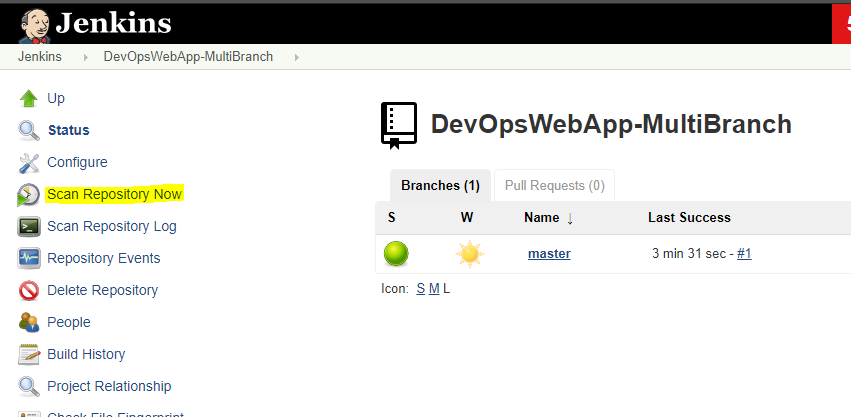 Jenkins
Jenkins DevOpsWebApp-MultiBranch
Up
Status
Configure
Scan Repository Now
Scan Repository Log
Repository Events
Delete Repository
People
Build History
Project Relationship
Check File Fingerprint
DevOpsWebApp-MultiBranch
Branches (1) Pull Requests (0)
S W Name ↓ Last Success
master 3 min 31 sec - #1
Icon: S M L